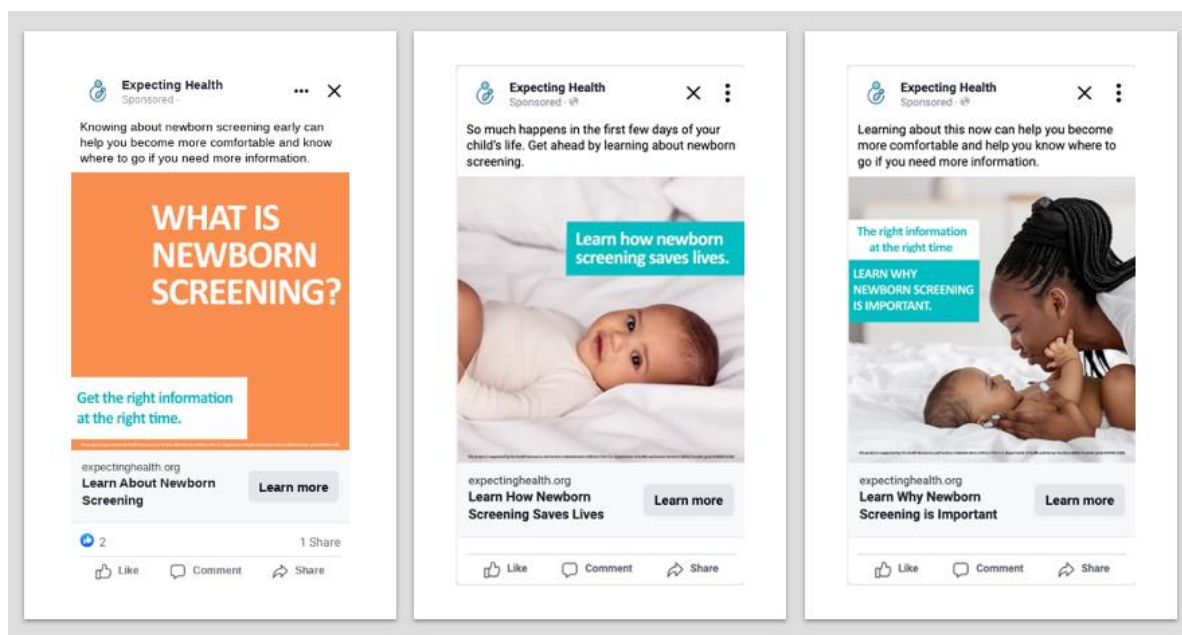 Expecting Health
Sponsored ·
Knowing about newborn screening early can
help you become more comfortable and know
where to go if you need more information.
WHAT IS
NEWBORN
SCREENING?
Get the right information
at the right time.
expectinghealth.org
Learn About Newborn
Screening
Learn more
2
1 Share
Like
Comment
Share
Expecting Health
Sponsored ·
So much happens in the first few days of your
child's life. Get ahead by learning about newborn
screening.
Learn how newborn
screening saves lives.
expectinghealth.org
Learn How Newborn
Screening Saves Lives
Learn more
Like
Comment
Share
Expecting Health
Sponsored ·
Learning about this now can help you become
more comfortable and help you know where to
go if you need more information.
The right information
at the right time
LEARN WHY
NEWBORN SCREENING
IS IMPORTANT.
expectinghealth.org
Learn Why Newborn
Screening is Important
Learn more
Like
Comment
Share